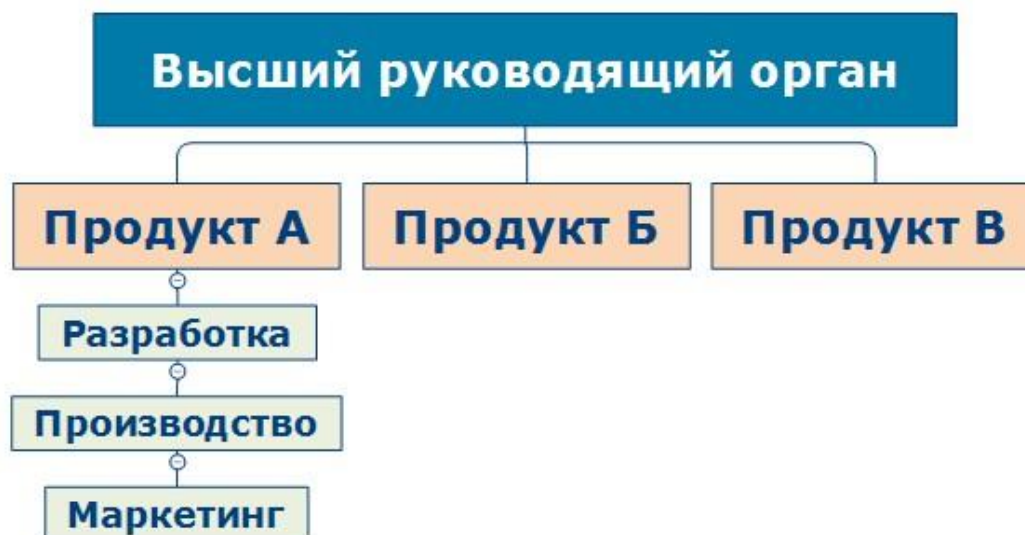 Высший руководящий орган
Продукт А
Продукт Б
Продукт В
Разработка
Производство
Маркетинг